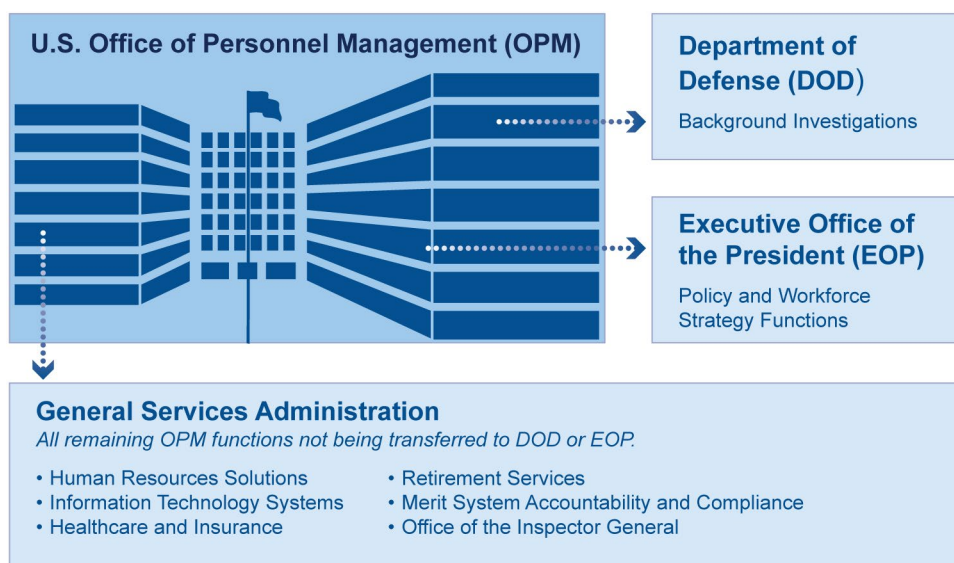 U.S. Office of Personnel Management (OPM)
Department of
Defense (DOD)
Background Investigations
Executive Office of
the President (EOP)
Policy and Workforce
Strategy Functions
General Services Administration
All remaining OPM functions not being transferred to DOD or EOP.
• Human Resources Solutions
• Information Technology Systems
• Healthcare and Insurance
• Retirement Services
• Merit System Accountability and Compliance
• Office of the Inspector General